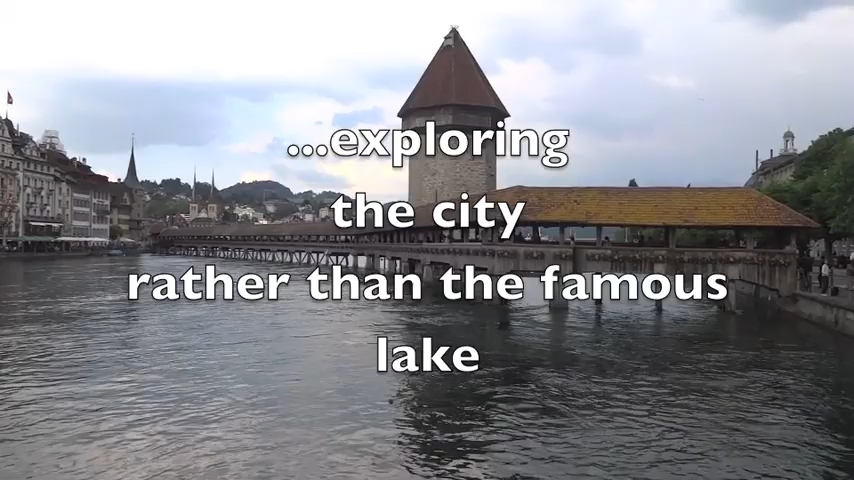 ...exploring
the city
rather than the famous
lake